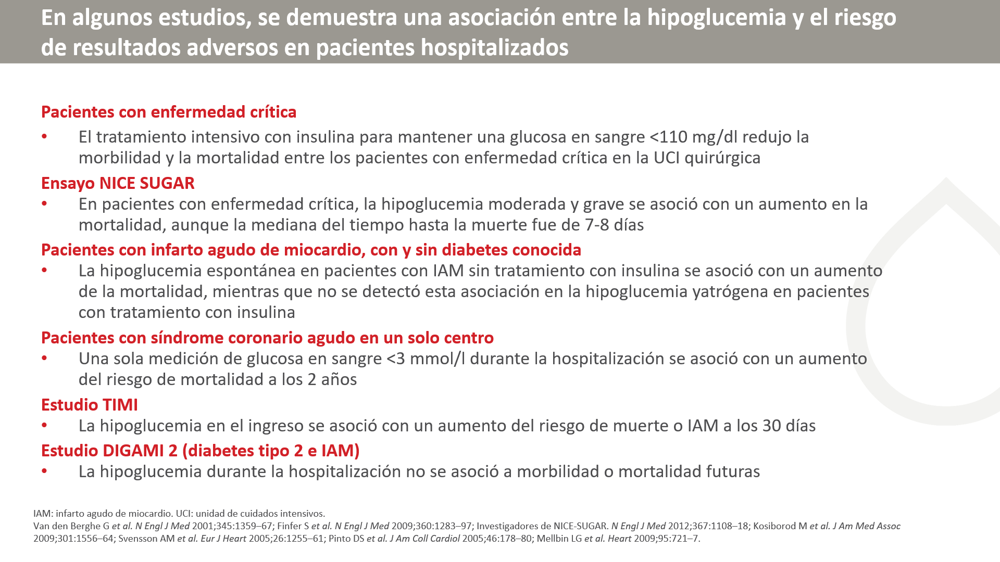 En algunos estudios, se demuestra una asociación entre la hipoglucemia y el riesgo
de resultados adversos en pacientes hospitalizados
Pacientes con enfermedad crítica
• El tratamiento intensivo con insulina para mantener una glucosa en sangre <110 mg/dl redujo la
morbilidad y la mortalidad entre los pacientes con enfermedad crítica en la UCI quirúrgica
Ensayo NICE SUGAR
• En pacientes con enfermedad crítica, la hipoglucemia moderada y grave se asoció con un aumento en la
mortalidad, aunque la mediana del tiempo hasta la muerte fue de 7-8 días
Pacientes con infarto agudo de miocardio, con y sin diabetes conocida
• La hipoglucemia espontánea en pacientes con IAM sin tratamiento con insulina se asoció con un aumento
de la mortalidad, mientras que no se detectó esta asociación en la hipoglucemia yatrógena en pacientes
con tratamiento con insulina
Pacientes con síndrome coronario agudo en un solo centro
• Una sola medición de glucosa en sangre <3 mmol/l durante la hospitalización se asoció con un aumento
del riesgo de mortalidad a los 2 años
Estudio TIMI
• La hipoglucemia en el ingreso se asoció con un aumento del riesgo de muerte o IAM a los 30 días
Estudio DIGAMI 2 (diabetes tipo 2 e IAM)
• La hipoglucemia durante la hospitalización no se asoció a morbilidad o mortalidad futuras
IAM: infarto agudo de miocardio. UCI: unidad de cuidados intensivos.
Van den Berghe G et al. N Engl J Med 2001;345:1359–67; Finfer S et al. N Engl J Med 2009;360:1283–97; Investigadores de NICE-SUGAR. N Engl J Med 2012;367:1108–18; Kosiborod M et al. J Am Med Assoc
2009;301:1556–64; Svensson AM et al. Eur J Heart 2005;26:1255–61; Pinto DS et al. J Am Coll Cardiol 2005;46:178–80; Mellbin LG et al. Heart 2009;95:721–7.